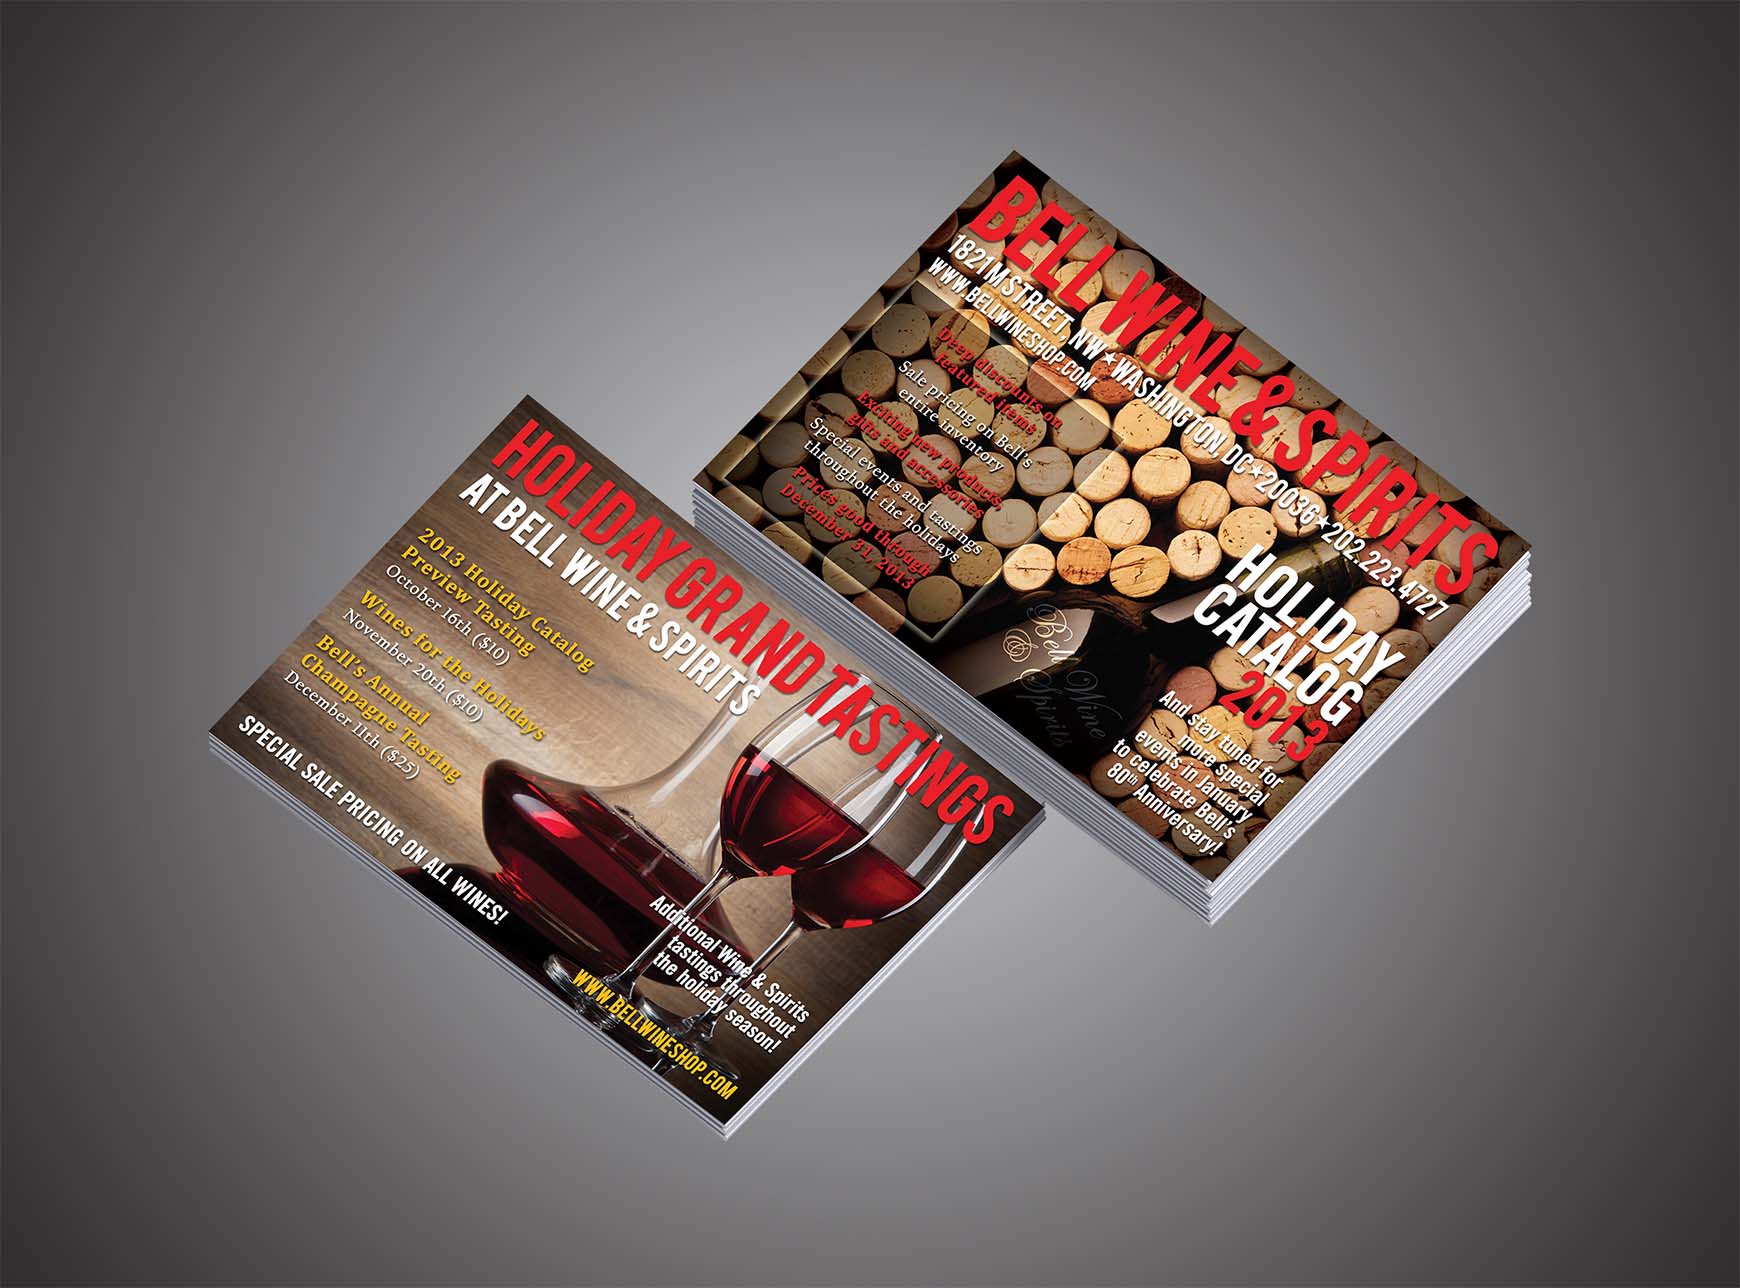 HOLIDAY GRAND TASTINGS
AT BELL WINE & SPIRITS
2013 Holiday Catalog
Preview Tasting
October 16th ($10)
Wines for the Holidays
November 20th ($10)
Bell's Annual
Champagne Tasting
December 11th ($25)
SPECIAL SALE PRICING ON ALL WINES!
Additional Wine & Spirits
tastings throughout
the holiday season!
WWW.BELLWINESHOP.COM
BELL WINE & SPIRITS
1821 M STREET, NW★WASHINGTON, DC★20036★202.223.4727
WWW.BELLWINESHOP.COM
Deep discounts on
featured items
Sale pricing on Bell's
entire inventory
Exciting new products,
gifts and accessories
Special events and tastings
throughout the holidays
Prices good through
December 31, 2013
Bell Wine
& Spirits
HOLIDAY
CATALOG
2013
And stay tuned for
more special
events in January
to celebrate Bell's
80th
Anniversary!